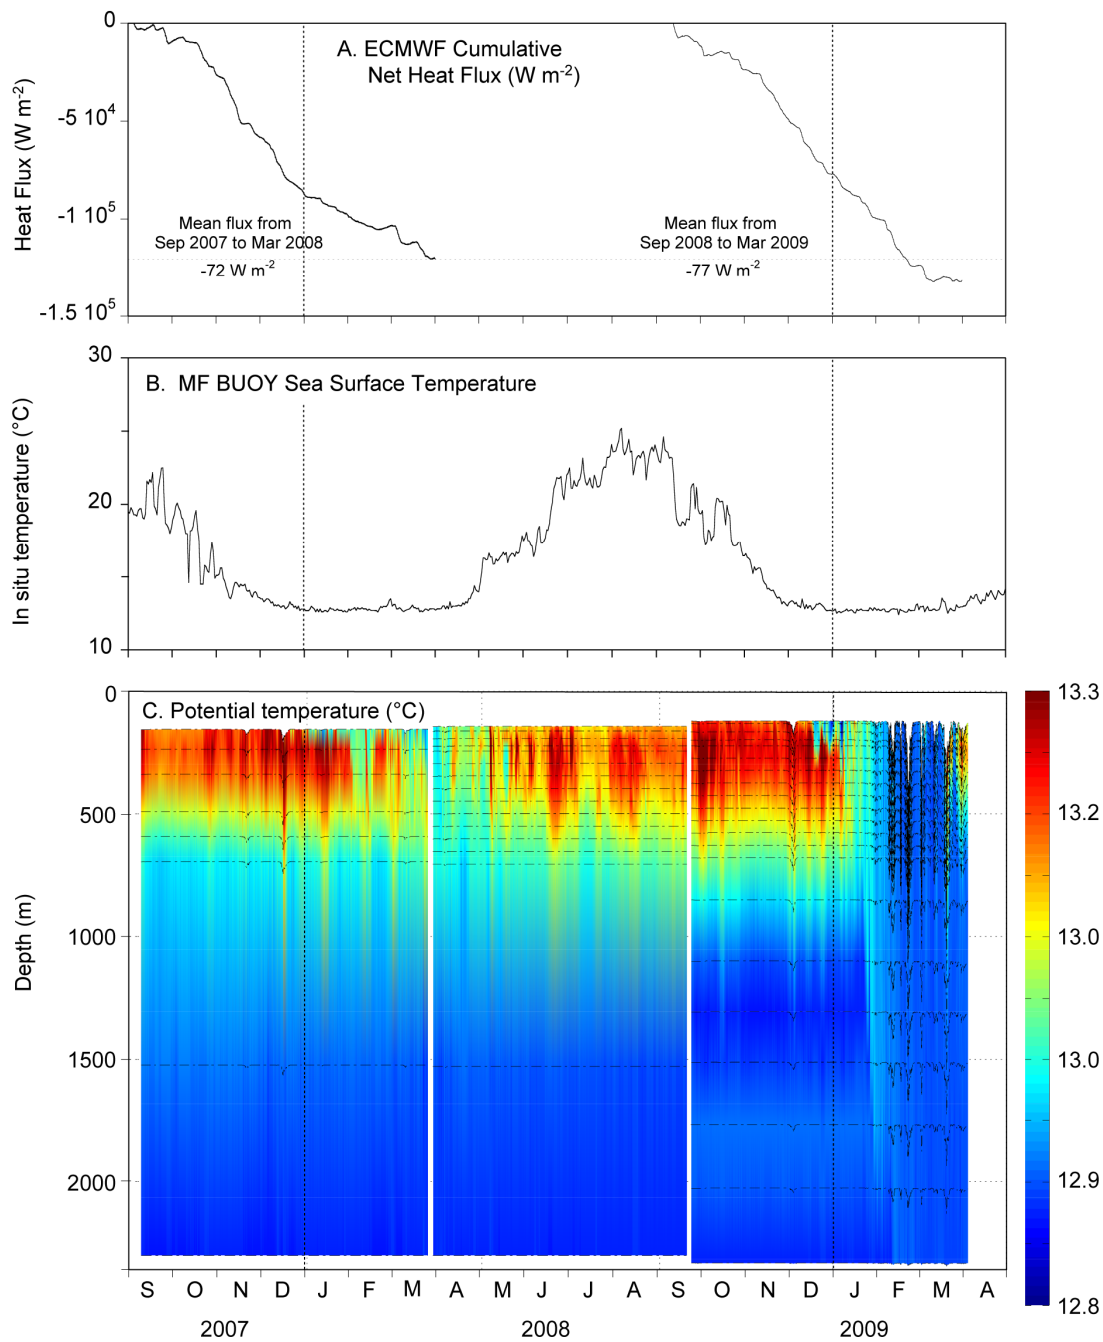 A. ECMWF Cumulative
Net Heat Flux (W m-2)
Heat Flux (W m-2)
0
-5 10^4
-1 10^5
-1.5 10^5
Mean flux from
Sep 2007 to Mar 2008
-72 W m-2
Mean flux from
Sep 2008 to Mar 2009
-77 W m-2
B. MF BUOY Sea Surface Temperature
In situ temperature (°C)
30
20
10
C. Potential temperature (°C)
Depth (m)
0
500
1000
1500
2000
13.3
13.2
13.0
13.0
12.9
12.8
S O N D J F M A M J J A S O N D J F M A
2007 2008 2009